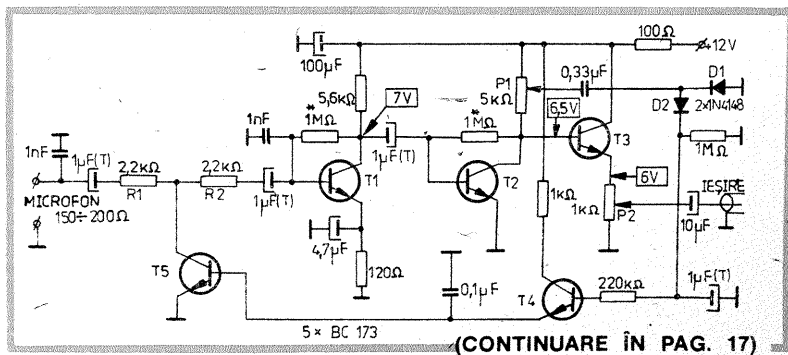 100Ω
+12V
100µF
P1
5kΩ
0,33µF
D1
D2
2x1N4148
5,6kΩ
7V
1nF
*
1MΩ
*
1MΩ
6,5V
T3
1MΩ
1nF
1µF(T)
2,2kΩ
R1
2,2kΩ
R2
1µF(T)
T1
1µF(T)
T2
6V
1kΩ
1kΩ
P2
IEŞIRE
10µF
MICROFON
150÷200Ω
4,7µF
120Ω
T5
0,1µF
T4
220kΩ
1µF(T)
5× BC 173
(CONTINUARE ÎN PAG. 17)